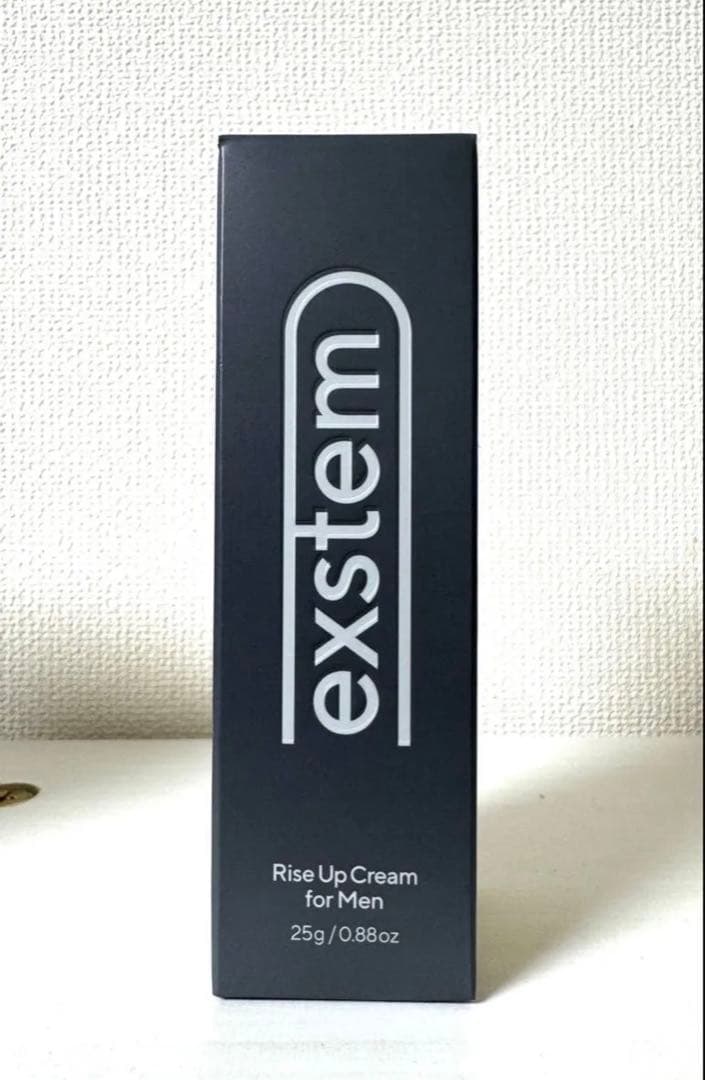 exstem
Rise Up Cream
for Men
25g / 0.88oz